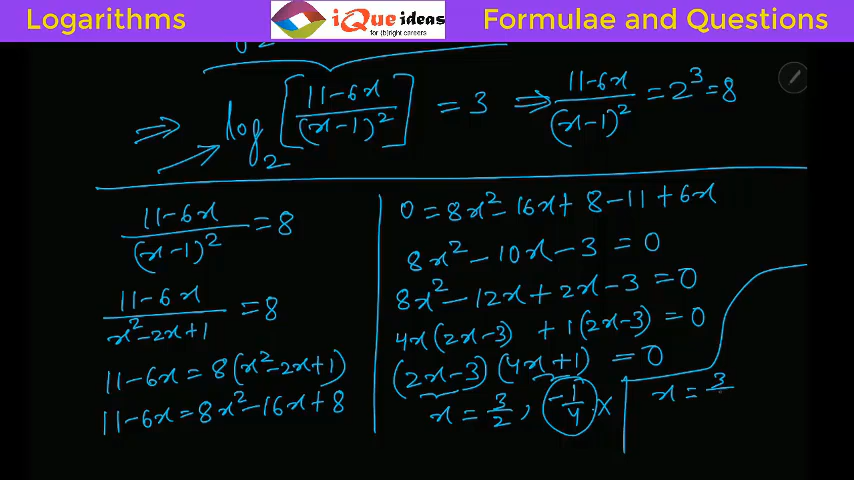 Logarithms
iQue ideas
for (b)right careers
Formulae and Questions
⇒ log₂ [(11-6x)/(x-1)²] = 3 ⇒ (11-6x)/(x-1)² = 2³ = 8
(11-6x)/(x-1)² = 8
(11-6x)/(x²-2x+1) = 8
11-6x = 8(x²-2x+1)
11-6x = 8x²-16x+8
0 = 8x²-16x+8-11+6x
8x²-10x-3 = 0
8x²-12x+2x-3 = 0
4x(2x-3) + 1(2x-3) = 0
(2x-3)(4x+1) = 0
x = 3/2, -1/4 ×
x = 3